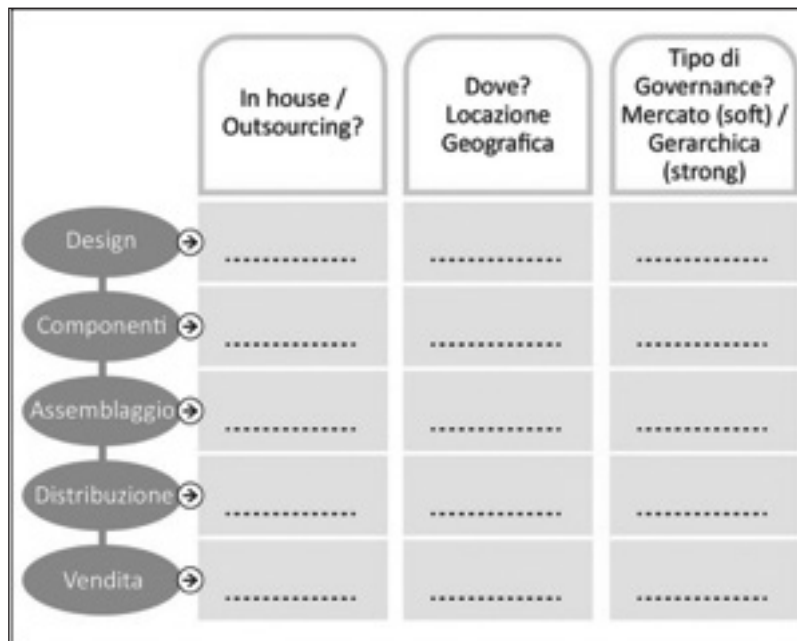 In house /
Outsourcing?
Dove?
Locazione
Geografica
Tipo di
Governance?
Mercato (soft) /
Gerarchica
(strong)
Design
..............
..............
..............
Componenti
..............
..............
..............
Assemblaggio
..............
..............
..............
Distribuzione
..............
..............
..............
Vendita
..............
..............
..............